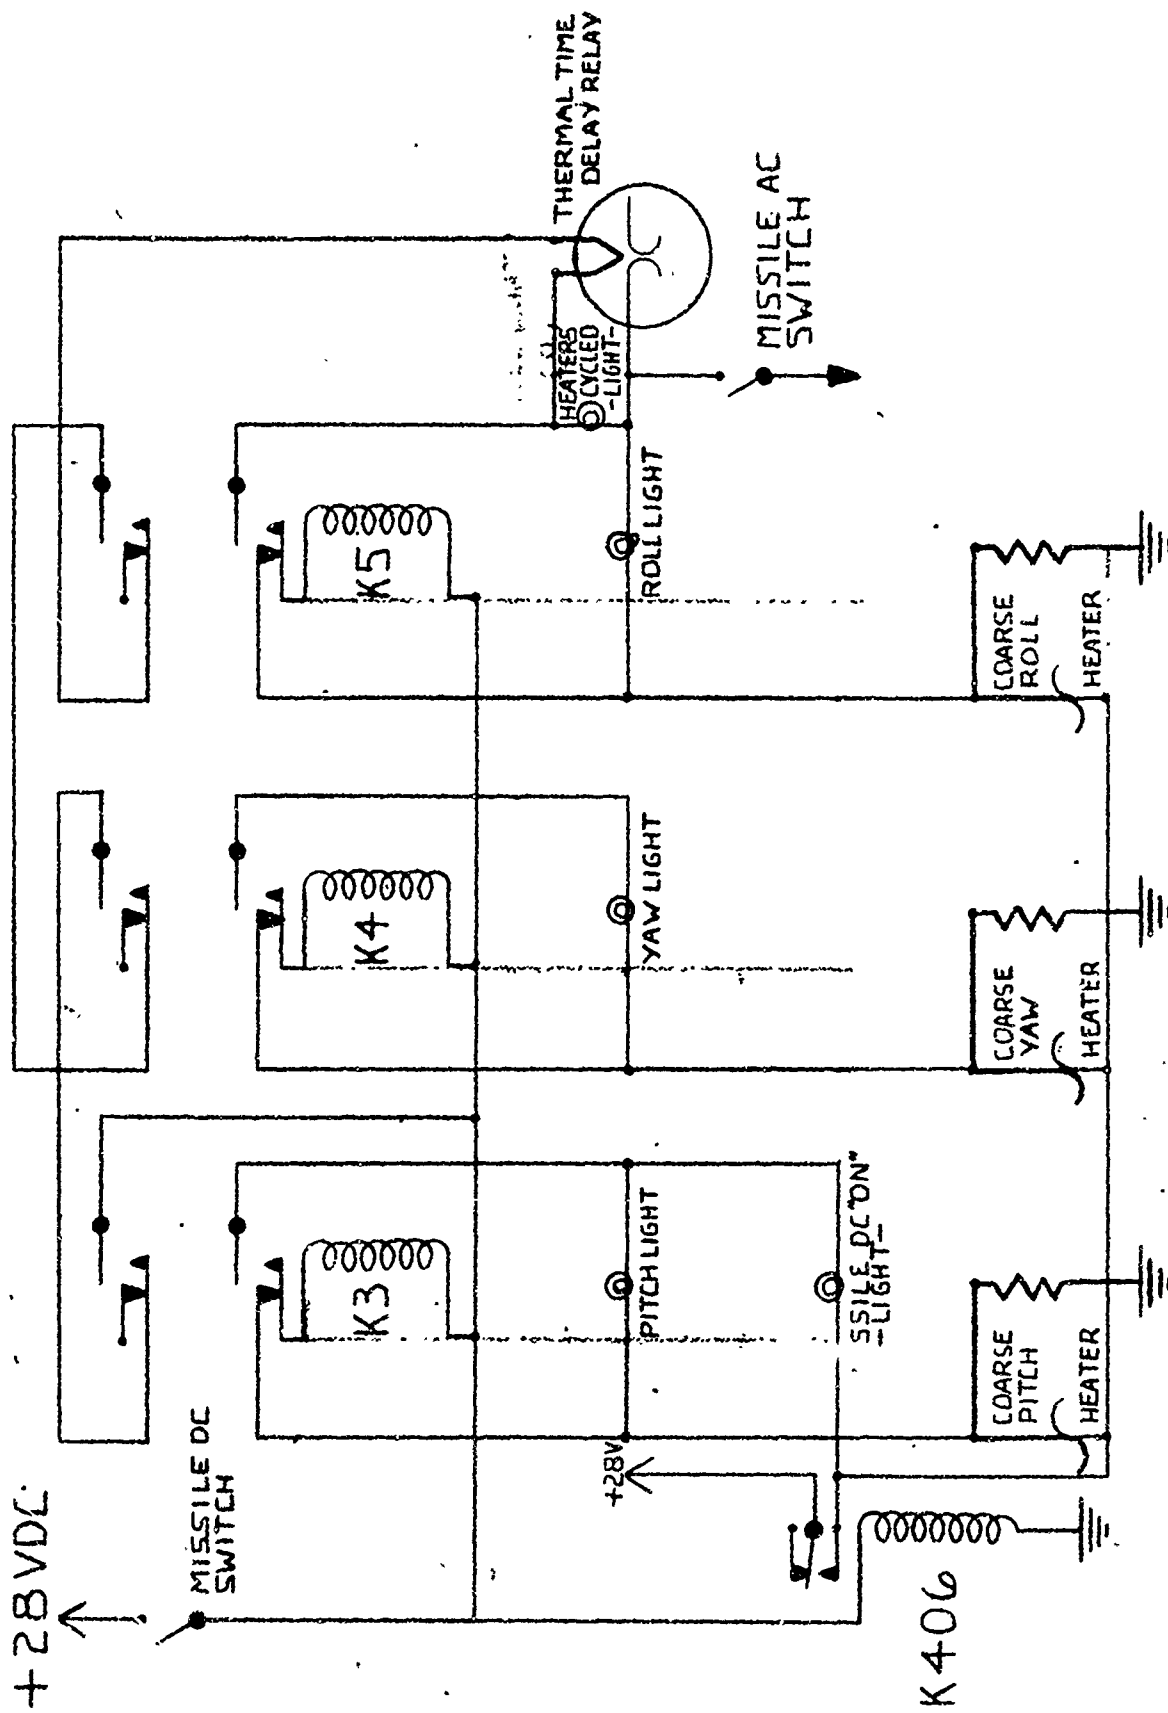 +28VDC
MISSILE DC
SWITCH
K406
+28V
K3
PITCH LIGHT
SSILE DC "ON"
-LIGHT-
COARSE
PITCH
HEATER
K4
YAW LIGHT
COARSE
YAW
HEATER
K5
ROLL LIGHT
COARSE
ROLL
HEATER
HEATERS
CYCLED
-LIGHT-
THERMAL TIME
DELAY RELAY
MISSILE AC
SWITCH